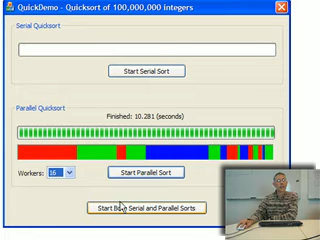 QuickDemo - Quicksort of 100,000,000 integers
Serial Quicksort
Start Serial Sort
Parallel Quicksort
Finished: 10.281 (seconds)
Workers: 16 Start Parallel Sort
Start Both Serial and Parallel Sorts